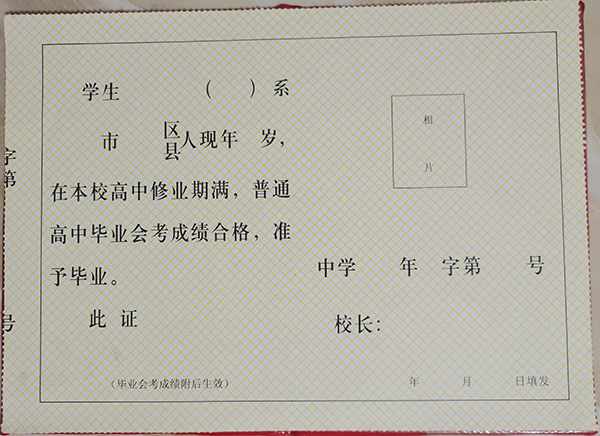 字第
号
学生 （ ）系
市 区县人现年 岁，
在本校高中修业期满，普通
高中毕业会考成绩合格，准
予毕业。
此证
（毕业会考成绩附后生效）
相
片
中学 年 字第 号
校长：
年 月 日填发